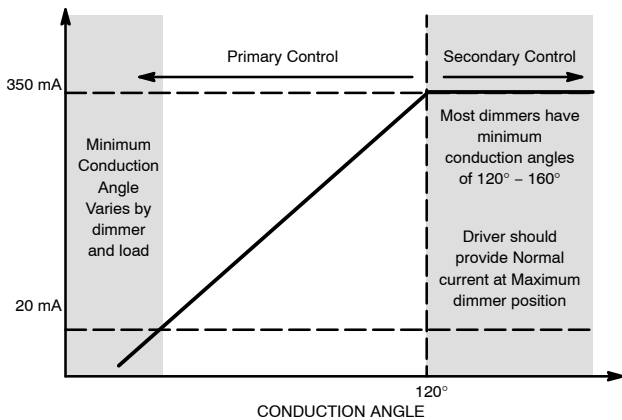 Primary Control
Secondary Control
350 mA
Minimum
Conduction
Angle
Varies by
dimmer
and load
Most dimmers have
minimum
conduction angles
of 120° – 160°
Driver should
provide Normal
current at Maximum
dimmer position
20 mA
120°
CONDUCTION ANGLE